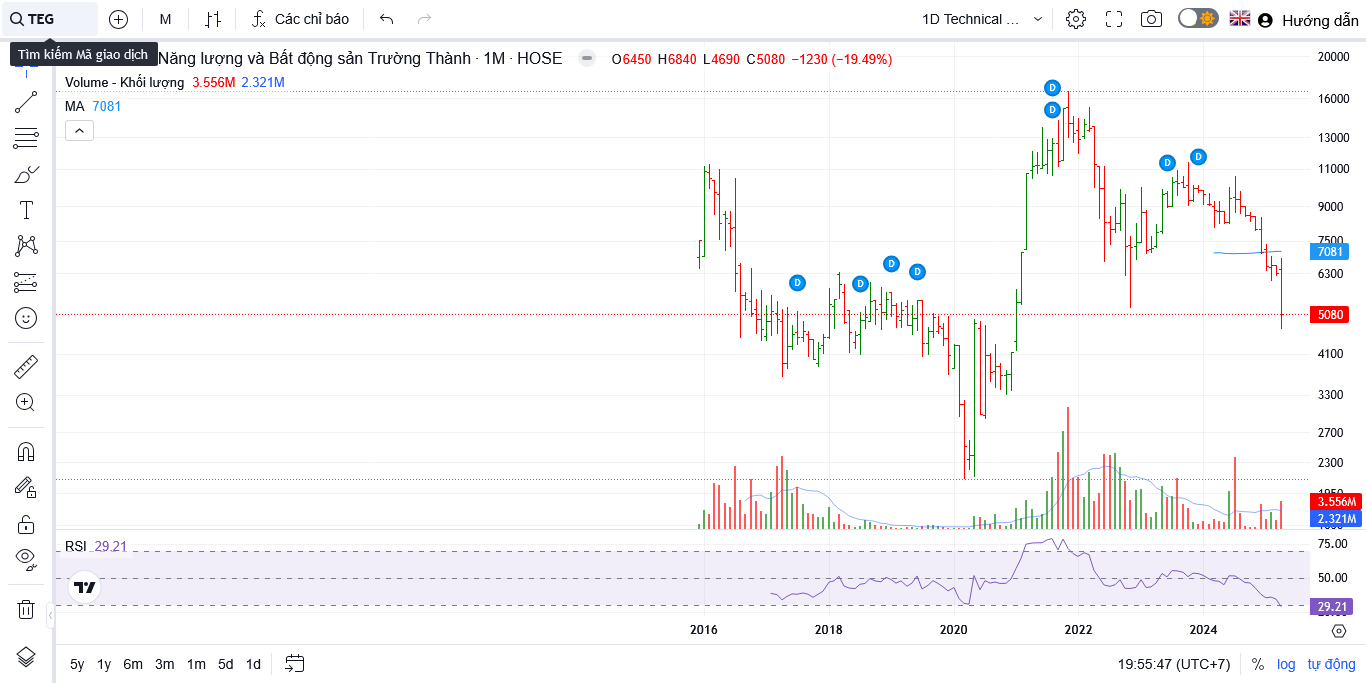 TEG
M
Các chỉ báo
1D Technical ...
Hướng dẫn
Tìm kiếm Mã giao dịch
Năng lượng và Bất động sản Trường Thành · 1M · HOSE O6450 H6840 L4690 C5080 −1230 (−19.49%)
Volume - Khối lượng 3.556M 2.321M
MA 7081
D
D
D
D
D
D
D
D
20000
16000
13000
11000
9000
7500
7081
6300
5080
4100
3300
2700
2300
3.556M
2.321M
RSI 29.21
75.00
50.00
29.21
2016 2018 2020 2022 2024
5y 1y 6m 3m 1m 5d 1d
19:55:47 (UTC+7) % log tự động